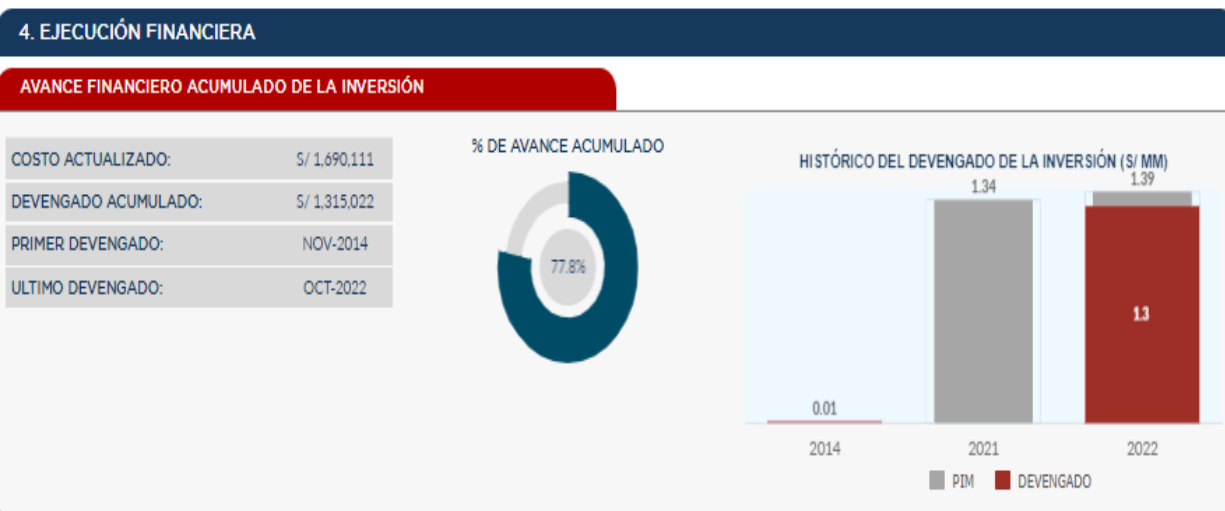 4. EJECUCIÓN FINANCIERA
AVANCE FINANCIERO ACUMULADO DE LA INVERSIÓN
COSTO ACTUALIZADO: S/ 1,690,111
DEVENGADO ACUMULADO: S/ 1,315,022
PRIMER DEVENGADO: NOV-2014
ULTIMO DEVENGADO: OCT-2022
% DE AVANCE ACUMULADO
77.8%
HISTÓRICO DEL DEVENGADO DE LA INVERSIÓN (S/ MM)
1.34 1.39
1.3
0.01
2014 2021 2022
PIM DEVENGADO